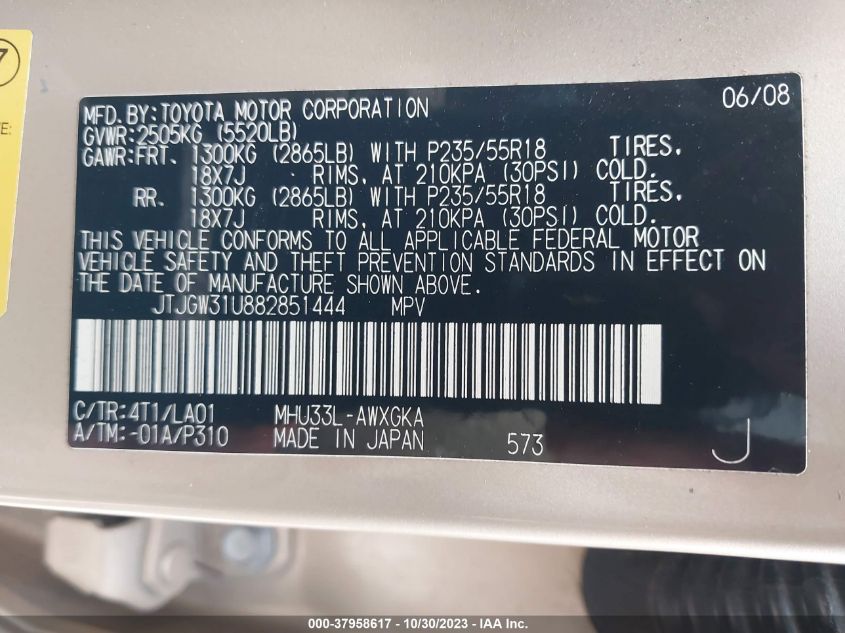 7
E:
06/08
MFD. BY: TOYOTA MOTOR CORPORATION
GVWR: 2505KG (5520LB)
GAWR: FRT. 1300KG (2865LB) WITH P235/55R18 TIRES,
18X7J RIMS, AT 210KPA (30PSI) COLD.
RR. 1300KG (2865LB) WITH P235/55R18 TIRES,
18X7J RIMS, AT 210KPA (30PSI) COLD.
THIS VEHICLE CONFORMS TO ALL APPLICABLE FEDERAL MOTOR
VEHICLE SAFETY AND THEFT PREVENTION STANDARDS IN EFFECT ON
THE DATE OF MANUFACTURE SHOWN ABOVE.
JTJGW31U882851444 MPV
C/TR: 4T1/LA01 MHU33L-AWXGKA
A/TM: -01A/P310 MADE IN JAPAN 573 J
000-37958617 - 10/30/2023 - IAA Inc.